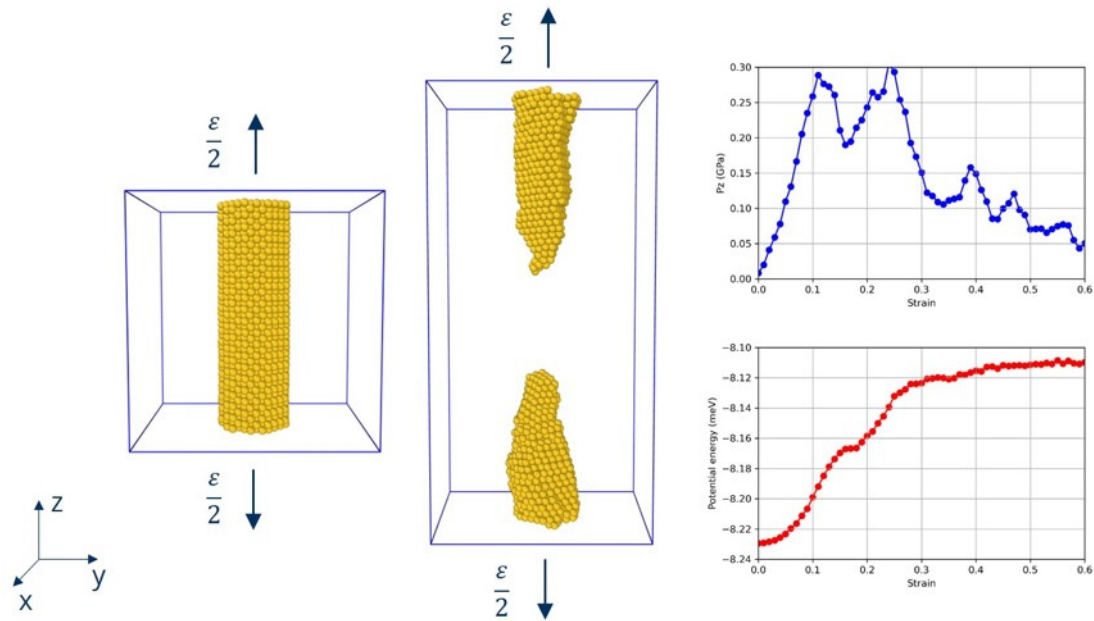 ε/2
ε/2
ε/2
ε/2
z
y
x
0.30
0.25
0.20
0.15
0.10
0.05
0.00
Pz (GPa)
0.0 0.1 0.2 0.3 0.4 0.5 0.6
Strain
−8.10
−8.12
−8.14
−8.16
−8.18
−8.20
−8.22
−8.24
Potential energy (meV)
0.0 0.1 0.2 0.3 0.4 0.5 0.6
Strain